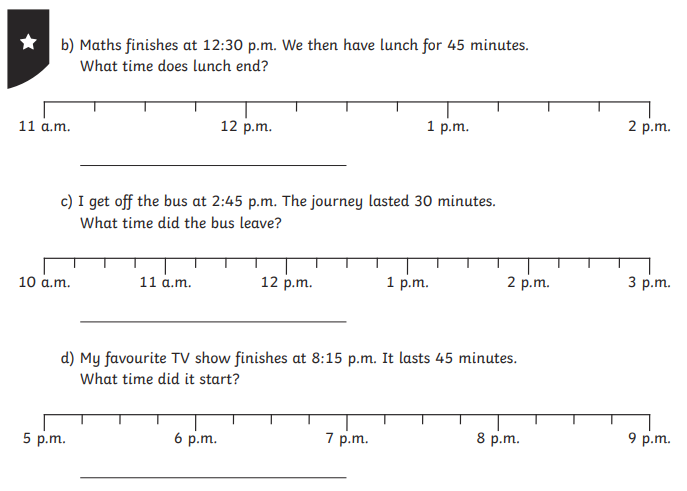 b) Maths finishes at 12:30 p.m. We then have lunch for 45 minutes.
What time does lunch end?
11 a.m. 12 p.m. 1 p.m. 2 p.m.
c) I get off the bus at 2:45 p.m. The journey lasted 30 minutes.
What time did the bus leave?
10 a.m. 11 a.m. 12 p.m. 1 p.m. 2 p.m. 3 p.m.
d) My favourite TV show finishes at 8:15 p.m. It lasts 45 minutes.
What time did it start?
5 p.m. 6 p.m. 7 p.m. 8 p.m. 9 p.m.